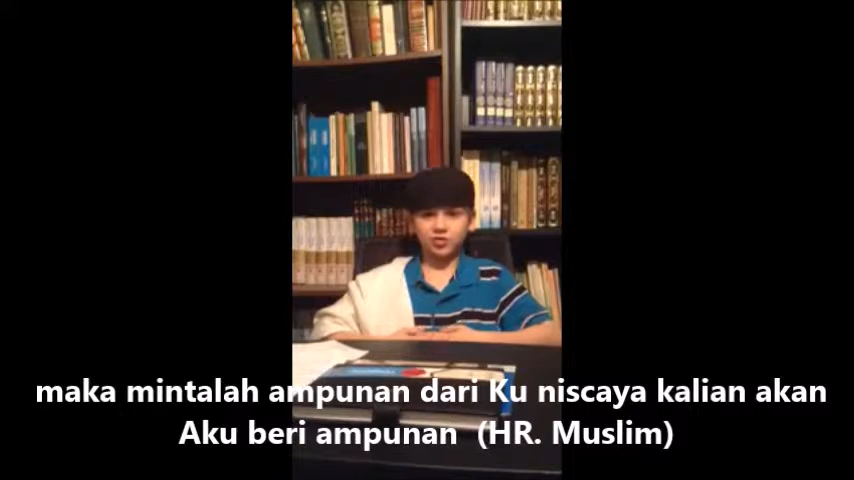 maka mintalah ampunan dari Ku niscaya kalian akan
Aku beri ampunan  (HR. Muslim)